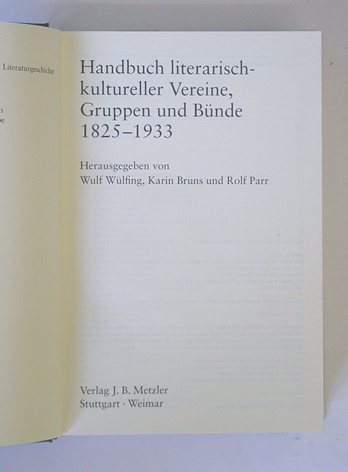 Literaturgeschichte
Handbuch literarisch-
kultureller Vereine,
Gruppen und Bünde
1825–1933
Herausgegeben von
Wulf Wülfing, Karin Bruns und Rolf Parr
Verlag J. B. Metzler
Stuttgart · Weimar